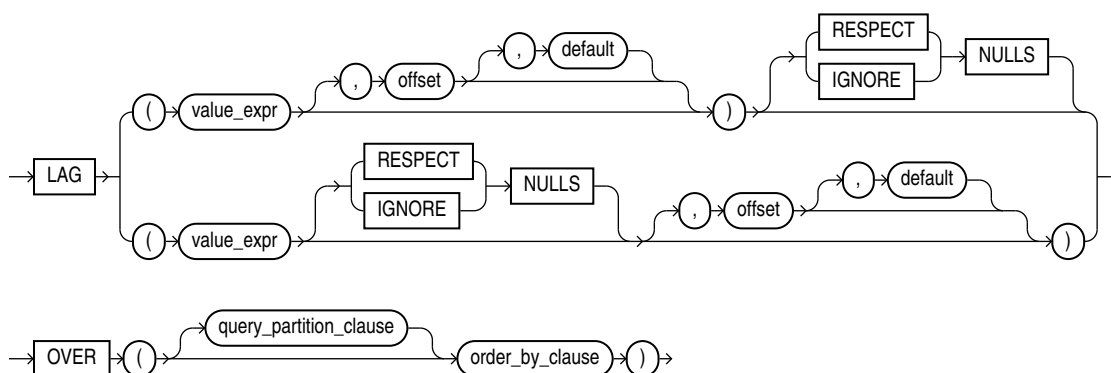 RESPECT
, default
IGNORE NULLS
, offset
( value_expr )
LAG
RESPECT
, default
IGNORE NULLS
, offset
( value_expr )
query_partition_clause
OVER ( order_by_clause )